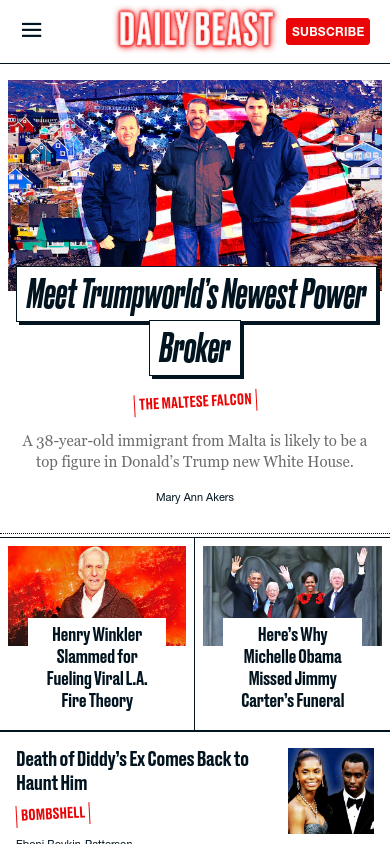 DAILY BEAST
SUBSCRIBE
Meet Trumpworld's Newest Power
Broker
THE MALTESE FALCON
A 38-year-old immigrant from Malta is likely to be a
top figure in Donald's Trump new White House.
Mary Ann Akers
Henry Winkler
Slammed for
Fueling Viral L.A.
Fire Theory
Here's Why
Michelle Obama
Missed Jimmy
Carter's Funeral
Death of Diddy's Ex Comes Back to
Haunt Him
BOMBSHELL
Eboni Boykin-Patterson